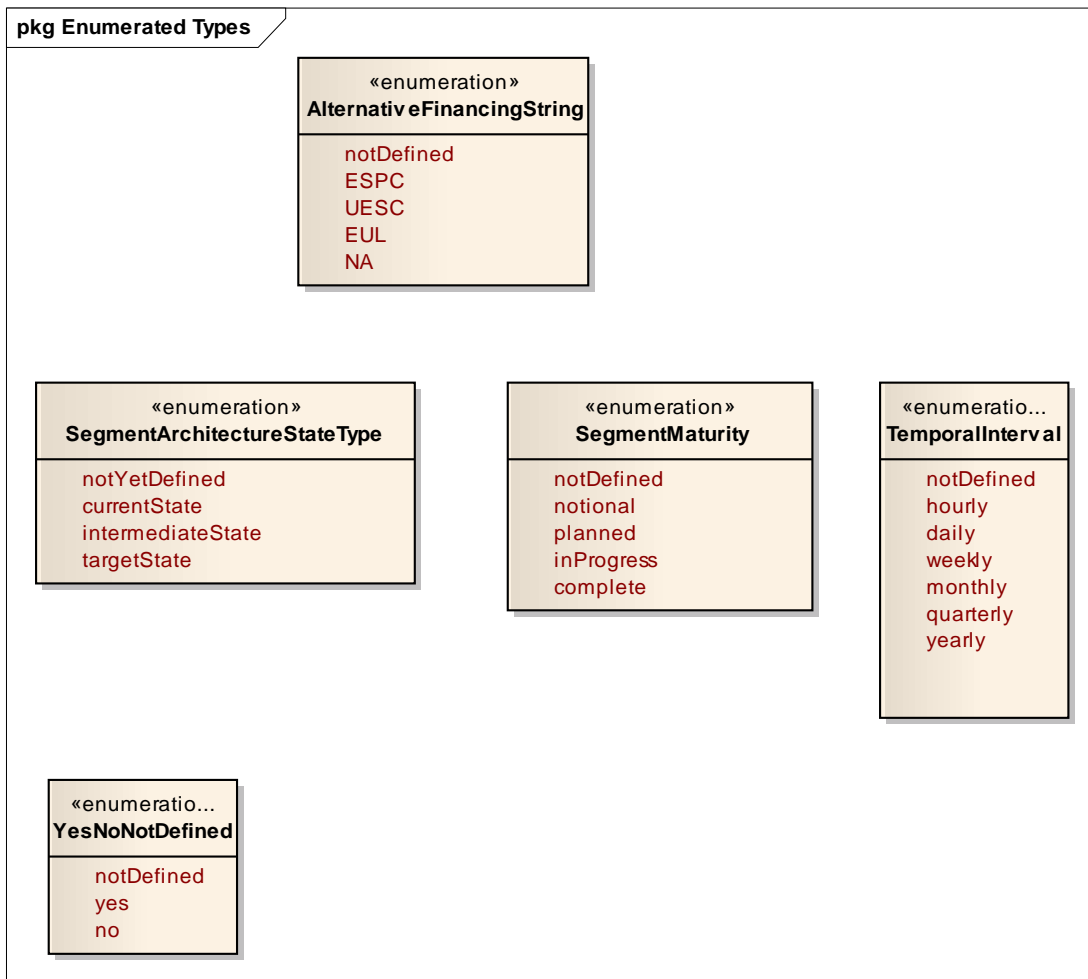 pkg Enumerated Types
«enumeration»
AlternativeFinancingString
notDefined
ESPC
UESC
EUL
NA
«enumeration»
SegmentArchitectureStateType
notYetDefined
currentState
intermediateState
targetState
«enumeration»
SegmentMaturity
notDefined
notional
planned
inProgress
complete
«enumeratio...
TemporalInterval
notDefined
hourly
daily
weekly
monthly
quarterly
yearly
«enumeratio...
YesNoNotDefined
notDefined
yes
no